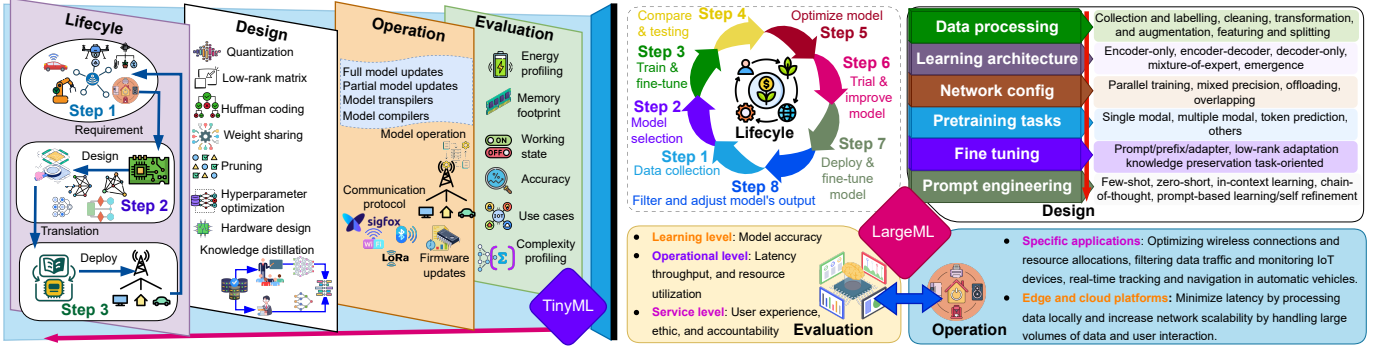 Lifecyle
Step 1
Requirement
Design
Step 2
Translation
Deploy
Step 3
Design
Quantization
Low-rank matrix
Huffman coding
Weight sharing
Pruning
Hyperparameter
optimization
Hardware design
Knowledge distillation
Operation
Full model updates
Partial model updates
Model transpilers
Model compilers
Model operation
Communication
protocol
sigfox
WiFi
LoRa
Firmware
updates
Evaluation
Energy
profiling
Memory
footprint
ON
OFF
Working
state
Accuracy
IOT
Use cases
Complexity
profiling
TinyML
Compare
& testing
Step 4
Optimize model
Step 5
Step 3
Train &
fine-tune
Step 6
Trial &
improve
model
Step 2
Model
selection
Lifecyle
Step 7
Deploy &
fine-tune
model
Step 1
Data collection
Step 8
Filter and adjust model's output
Data processing
Collection and labelling, cleaning, transformation,
and augmentation, featuring and splitting
Learning architecture
Encoder-only, encoder-decoder, decoder-only,
mixture-of-expert, emergence
Network config
Parallel training, mixed precision, offloading,
overlapping
Pretraining tasks
Single modal, multiple modal, token prediction,
others
Fine tuning
Prompt/prefix/adapter, low-rank adaptation
knowledge preservation task-oriented
Prompt engineering
Few-shot, zero-short, in-context learning, chain-
of-thought, prompt-based learning/self refinement
Design
LargeML
• Learning level: Model accuracy
• Operational level: Latency
throughput, and resource
utilization
• Service level: User experience,
ethic, and accountability
Evaluation
Operation
• Specific applications: Optimizing wireless connections and
resource allocations, filtering data traffic and monitoring IoT
devices, real-time tracking and navigation in automatic vehicles.
• Edge and cloud platforms: Minimize latency by processing
data locally and increase network scalability by handling large
volumes of data and user interaction.